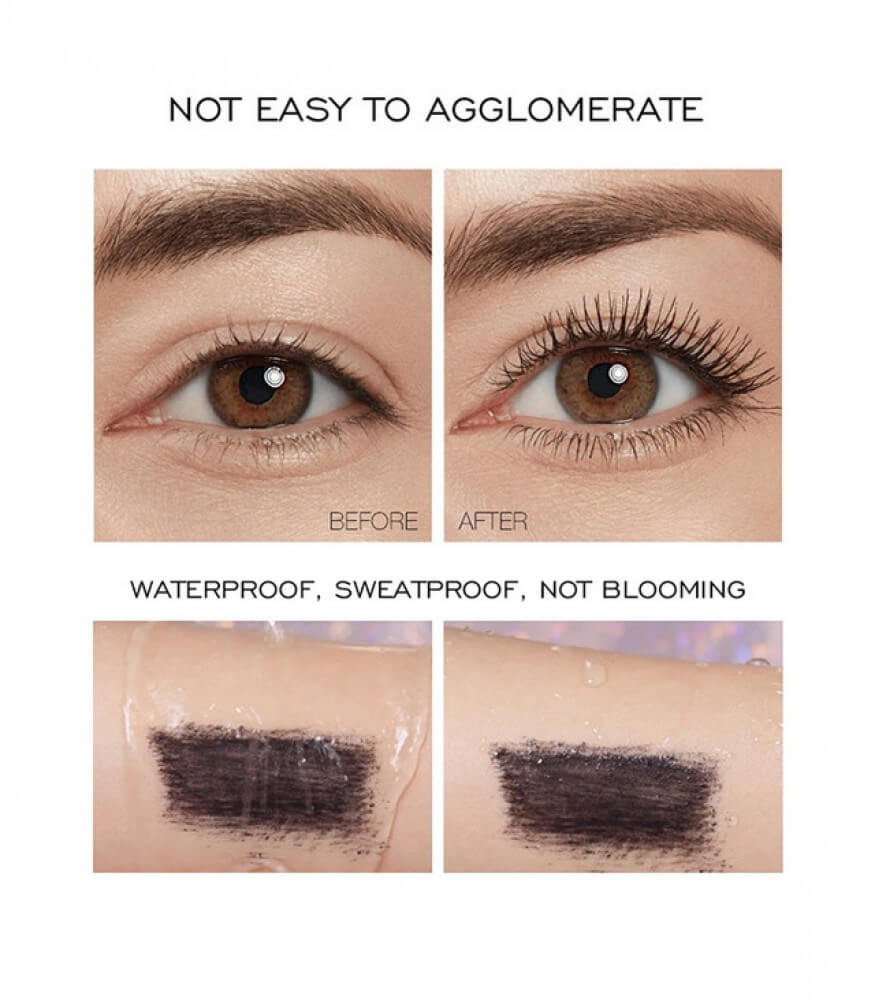 NOT EASY TO AGGLOMERATE
BEFORE
AFTER
WATERPROOF, SWEATPROOF, NOT BLOOMING